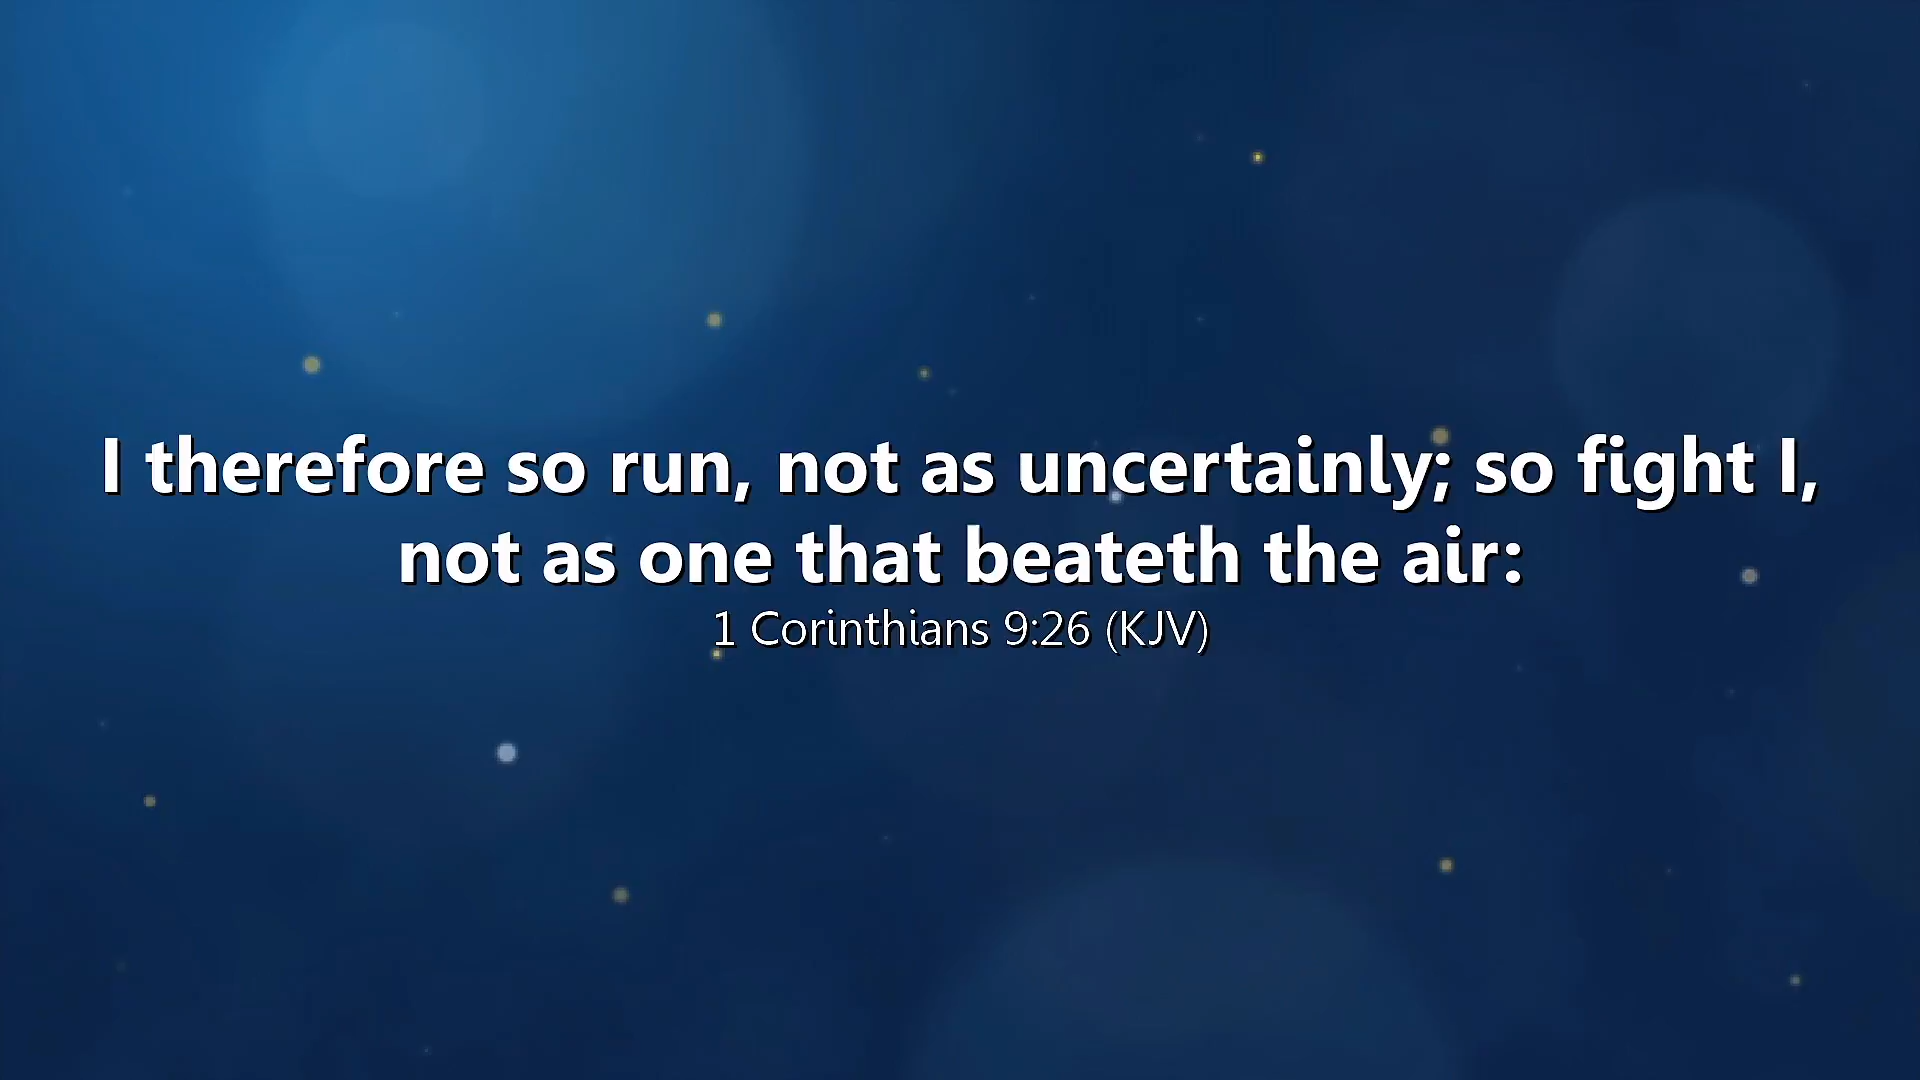 I therefore so run, not as uncertainly; so fight I,
not as one that beateth the air:
1 Corinthians 9:26 (KJV)